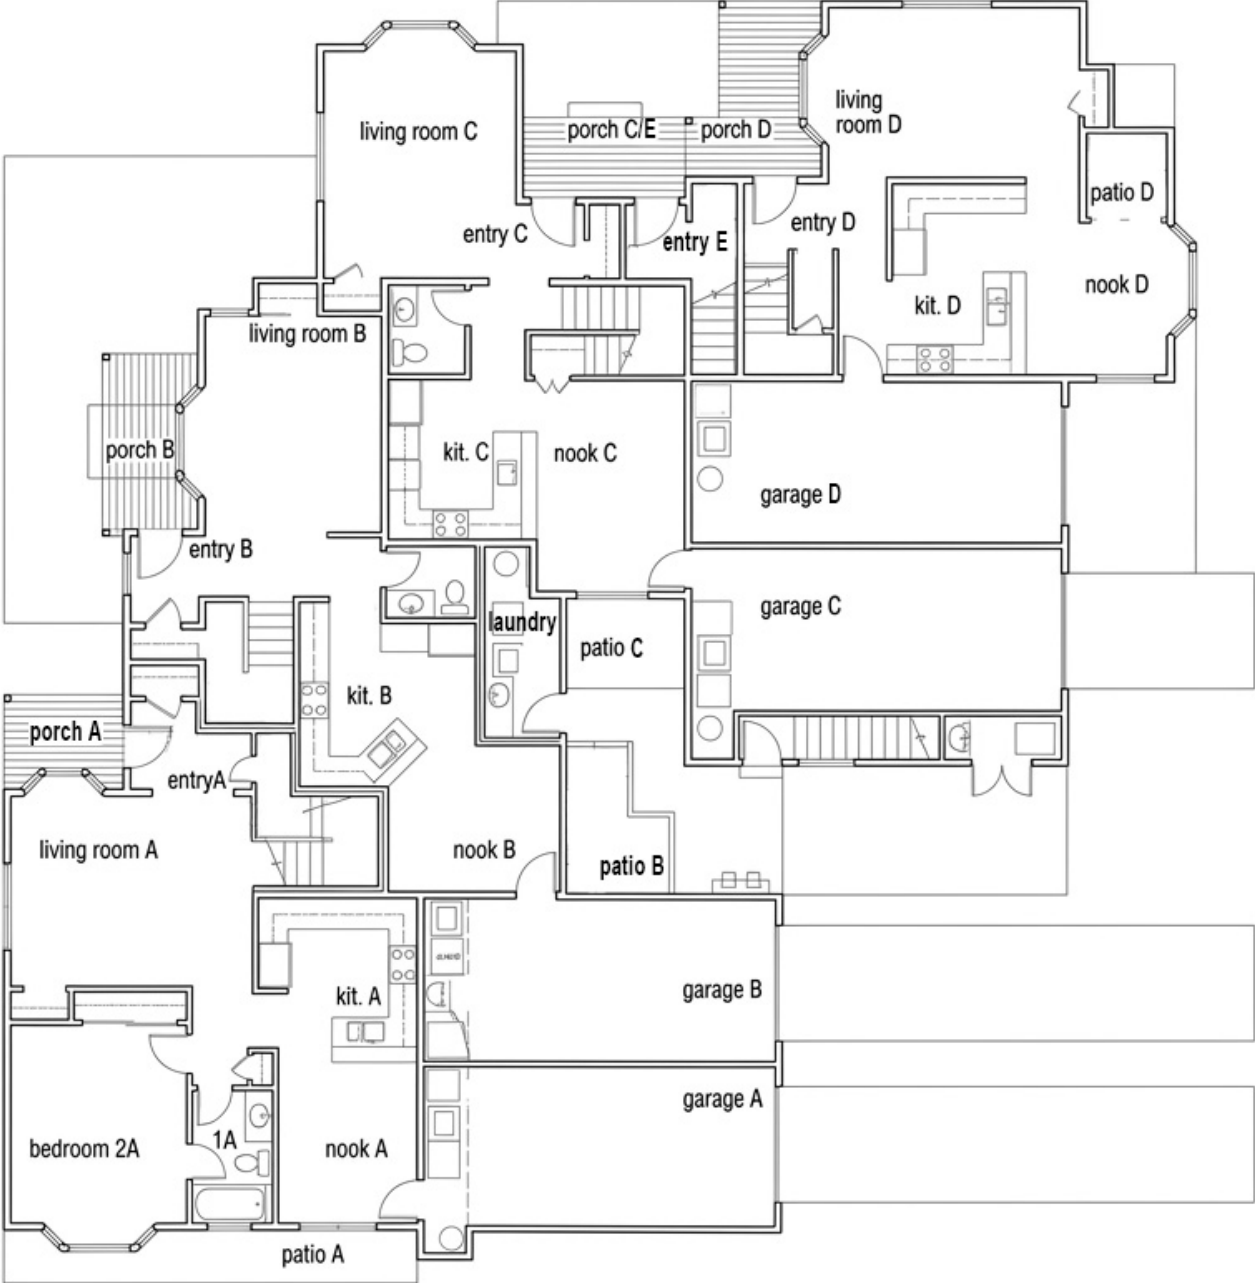 living room C
porch C/E
porch D
living
room D
patio D
entry C
entry E
entry D
nook D
kit. D
living room B
porch B
kit. C
nook C
garage D
entry B
garage C
laundry
patio C
kit. B
porch A
entryA
living room A
nook B
patio B
kit. A
garage B
garage A
bedroom 2A
1A
nook A
patio A